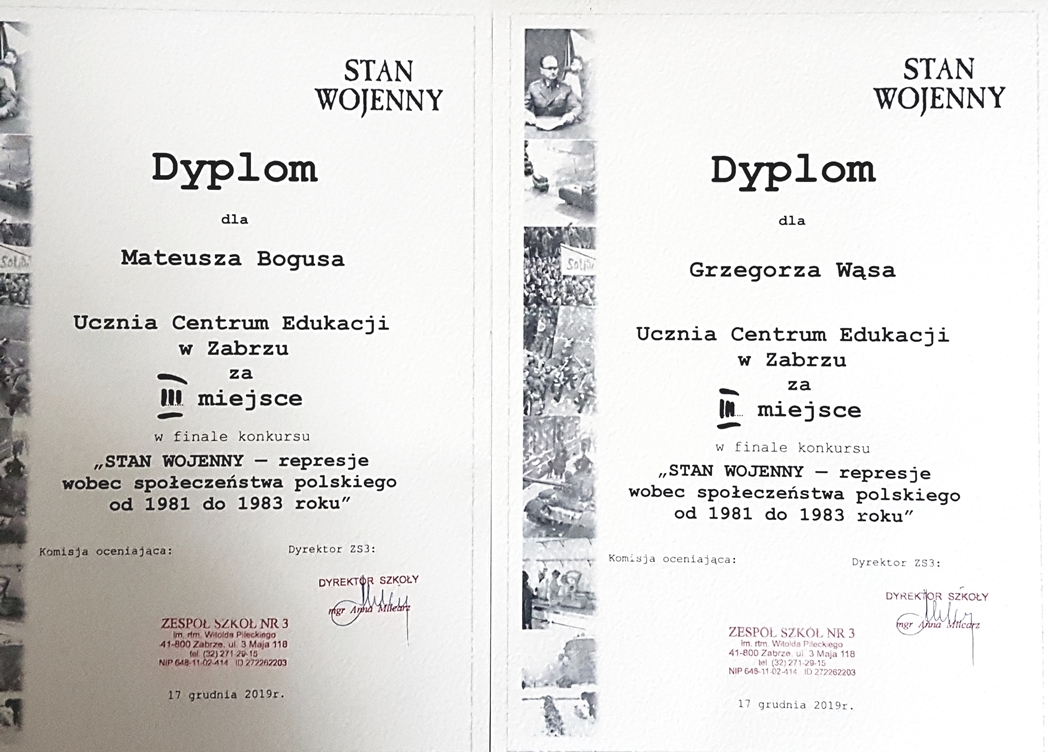 STAN
WOJENNY
Dyplom
dla
Mateusza Bogusa
Ucznia Centrum Edukacji
w Zabrzu
za
III miejsce
w finale konkursu
„STAN WOJENNY – represje
wobec społeczeństwa polskiego
od 1981 do 1983 roku”
Komisja oceniająca:
Dyrektor ZS3:
DYREKTOR SZKOŁY
mgr Anna Milcarz
ZESPÓŁ SZKÓŁ NR 3
im. rtm. Witolda Pileckiego
41-800 Zabrze, ul. 3 Maja 118
tel. (32) 271-29-15
NIP 648-11-02-414 ID 272262203
17 grudnia 2019r.
STAN
WOJENNY
Dyplom
dla
Grzegorza Wąsa
Ucznia Centrum Edukacji
w Zabrzu
za
miejsce
w finale konkursu
„STAN WOJENNY – represje
wobec społeczeństwa polskiego
od 1981 do 1983 roku”
Komisja oceniająca:
Dyrektor ZS3:
DYREKTOR SZKOŁY
mgr Anna Milcarz
ZESPÓŁ SZKÓŁ NR 3
im. rtm. Witolda Pileckiego
41-800 Zabrze, ul. 3 Maja 118
tel. (32) 271-29-15
NIP 648-11-02-414 ID 272262203
17 grudnia 2019r.